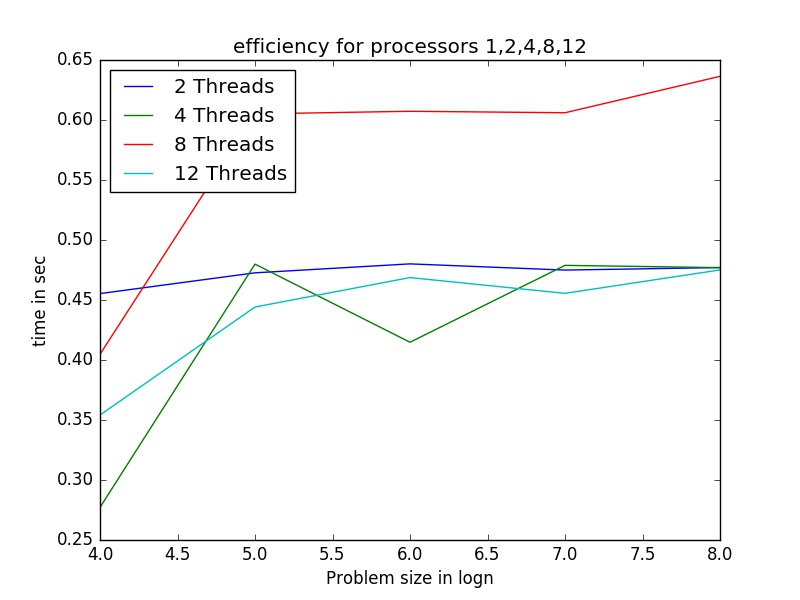 efficiency for processors 1,2,4,8,12
0.65
0.60
0.55
0.50
0.45
0.40
0.35
0.30
0.25
time in sec
2 Threads
4 Threads
8 Threads
12 Threads
4.0 4.5 5.0 5.5 6.0 6.5 7.0 7.5 8.0
Problem size in logn